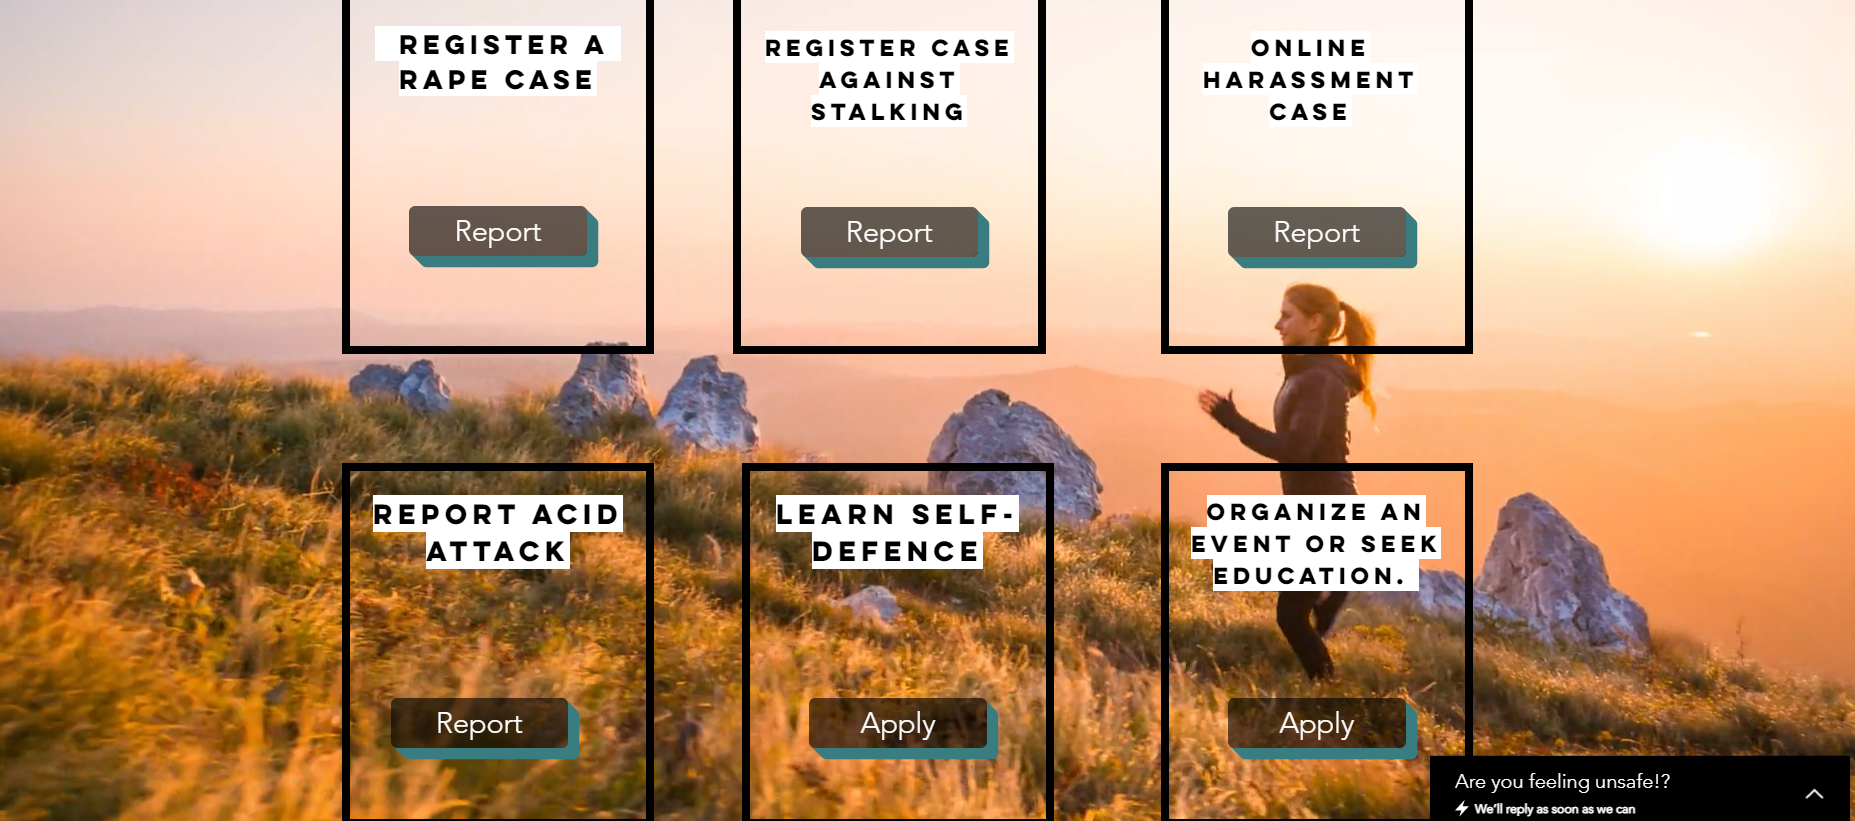 REGISTER A
RAPE CASE
Report
REGISTER CASE
AGAINST
STALKING
Report
ONLINE
HARASSMENT
CASE
Report
REPORT ACID
ATTACK
Report
LEARN SELF-
DEFENCE
Apply
ORGANIZE AN
EVENT OR SEEK
EDUCATION.
Apply
Are you feeling unsafe!?
We'll reply as soon as we can